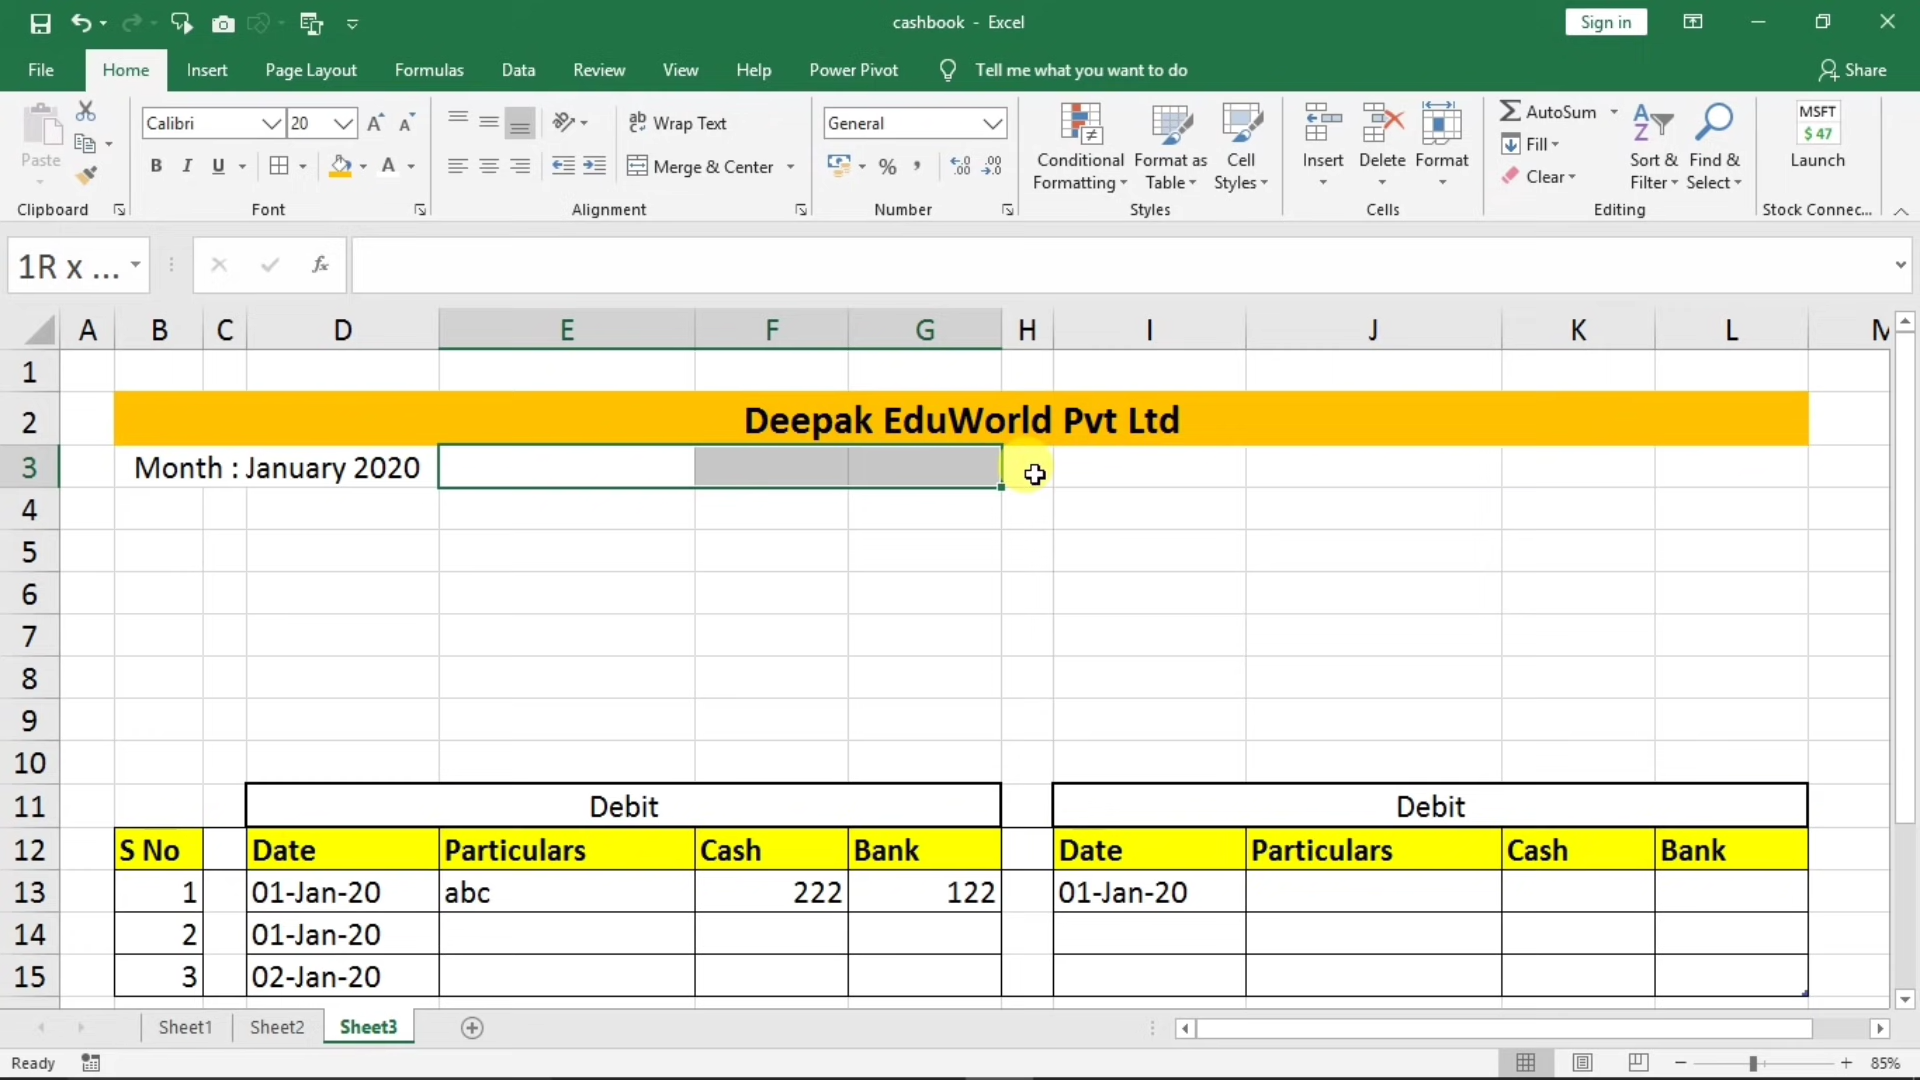 cashbook - Excel
Sign in
File Home Insert Page Layout Formulas Data Review View Help Power Pivot Tell me what you want to do Share
Paste
Clipboard
Calibri 20
B I U A
Font
Wrap Text
Merge & Center
Alignment
General
% ,
Number
Conditional Formatting
Format as Table
Cell Styles
Styles
Insert Delete Format
Cells
AutoSum
Fill
Clear
Sort & Filter
Find & Select
Editing
MSFT
$ 47
Launch
Stock Connec...
1R x ... fx
A B C D E F G H I J K L
1
2 Deepak EduWorld Pvt Ltd
3 Month : January 2020
4
5
6
7
8
9
10
11 Debit Debit
12 S No Date Particulars Cash Bank Date Particulars Cash Bank
13 1 01-Jan-20 abc 222 122 01-Jan-20
14 2 01-Jan-20
15 3 02-Jan-20
Sheet1 Sheet2 Sheet3
Ready 85%